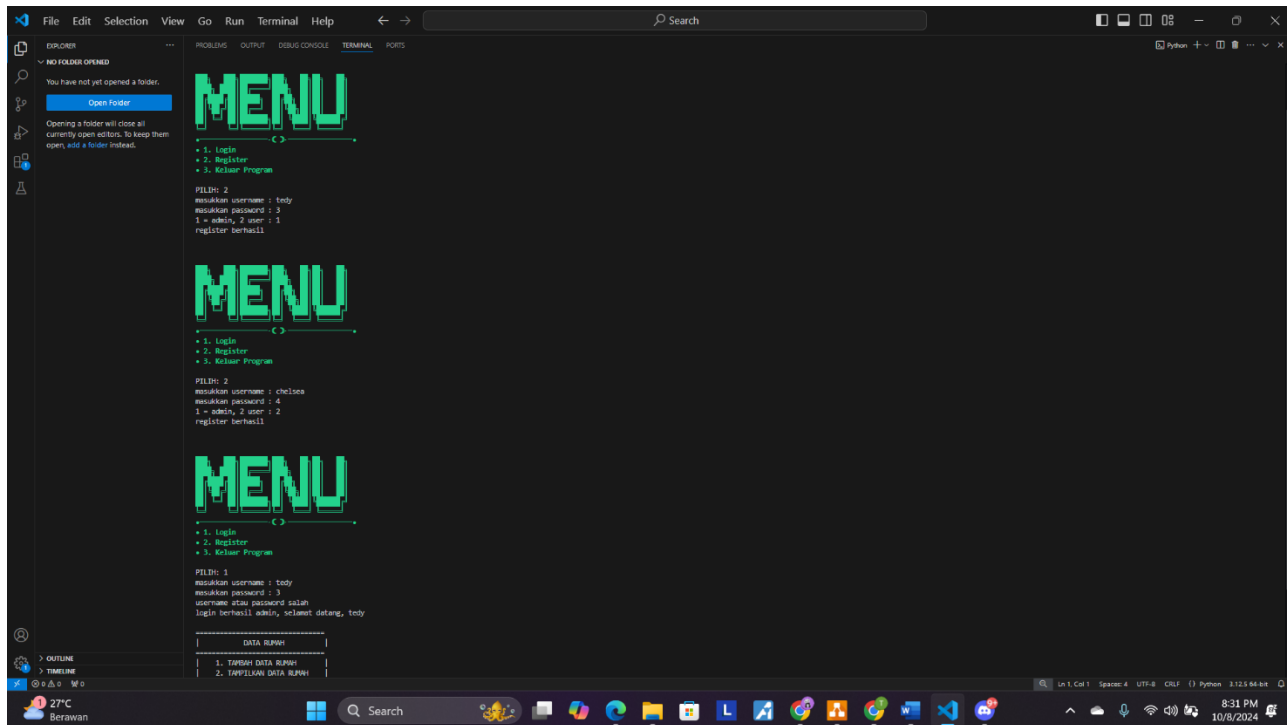 File Edit Selection View Go Run Terminal Help
Search
EXPLORER
NO FOLDER OPENED
You have not yet opened a folder.
Open Folder
Opening a folder will close all
currently open editors. To keep them
open, add a folder instead.
OUTLINE
TIMELINE
PROBLEMS OUTPUT DEBUG CONSOLE TERMINAL PORTS
Python
MENU
• 1. Login
• 2. Register
• 3. Keluar Program
PILIH: 2
masukkan username : tedy
masukkan password : 3
1 = admin, 2 user : 1
register berhasil
MENU
• 1. Login
• 2. Register
• 3. Keluar Program
PILIH: 2
masukkan username : chelsea
masukkan password : 4
1 = admin, 2 user : 2
register berhasil
MENU
• 1. Login
• 2. Register
• 3. Keluar Program
PILIH: 1
masukkan username : tedy
masukkan password : 3
username atau password salah
login berhasil admin, selamat datang, tedy
==============================
| DATA RUMAH |
==============================
| 1. TAMBAH DATA RUMAH |
| 2. TAMPILKAN DATA RUMAH |
0 0 0
Ln 1, Col 1 Spaces: 4 UTF-8 CRLF {} Python 3.12.5 64-bit
1
27°C
Berawan
Search
8:31 PM
10/8/2024